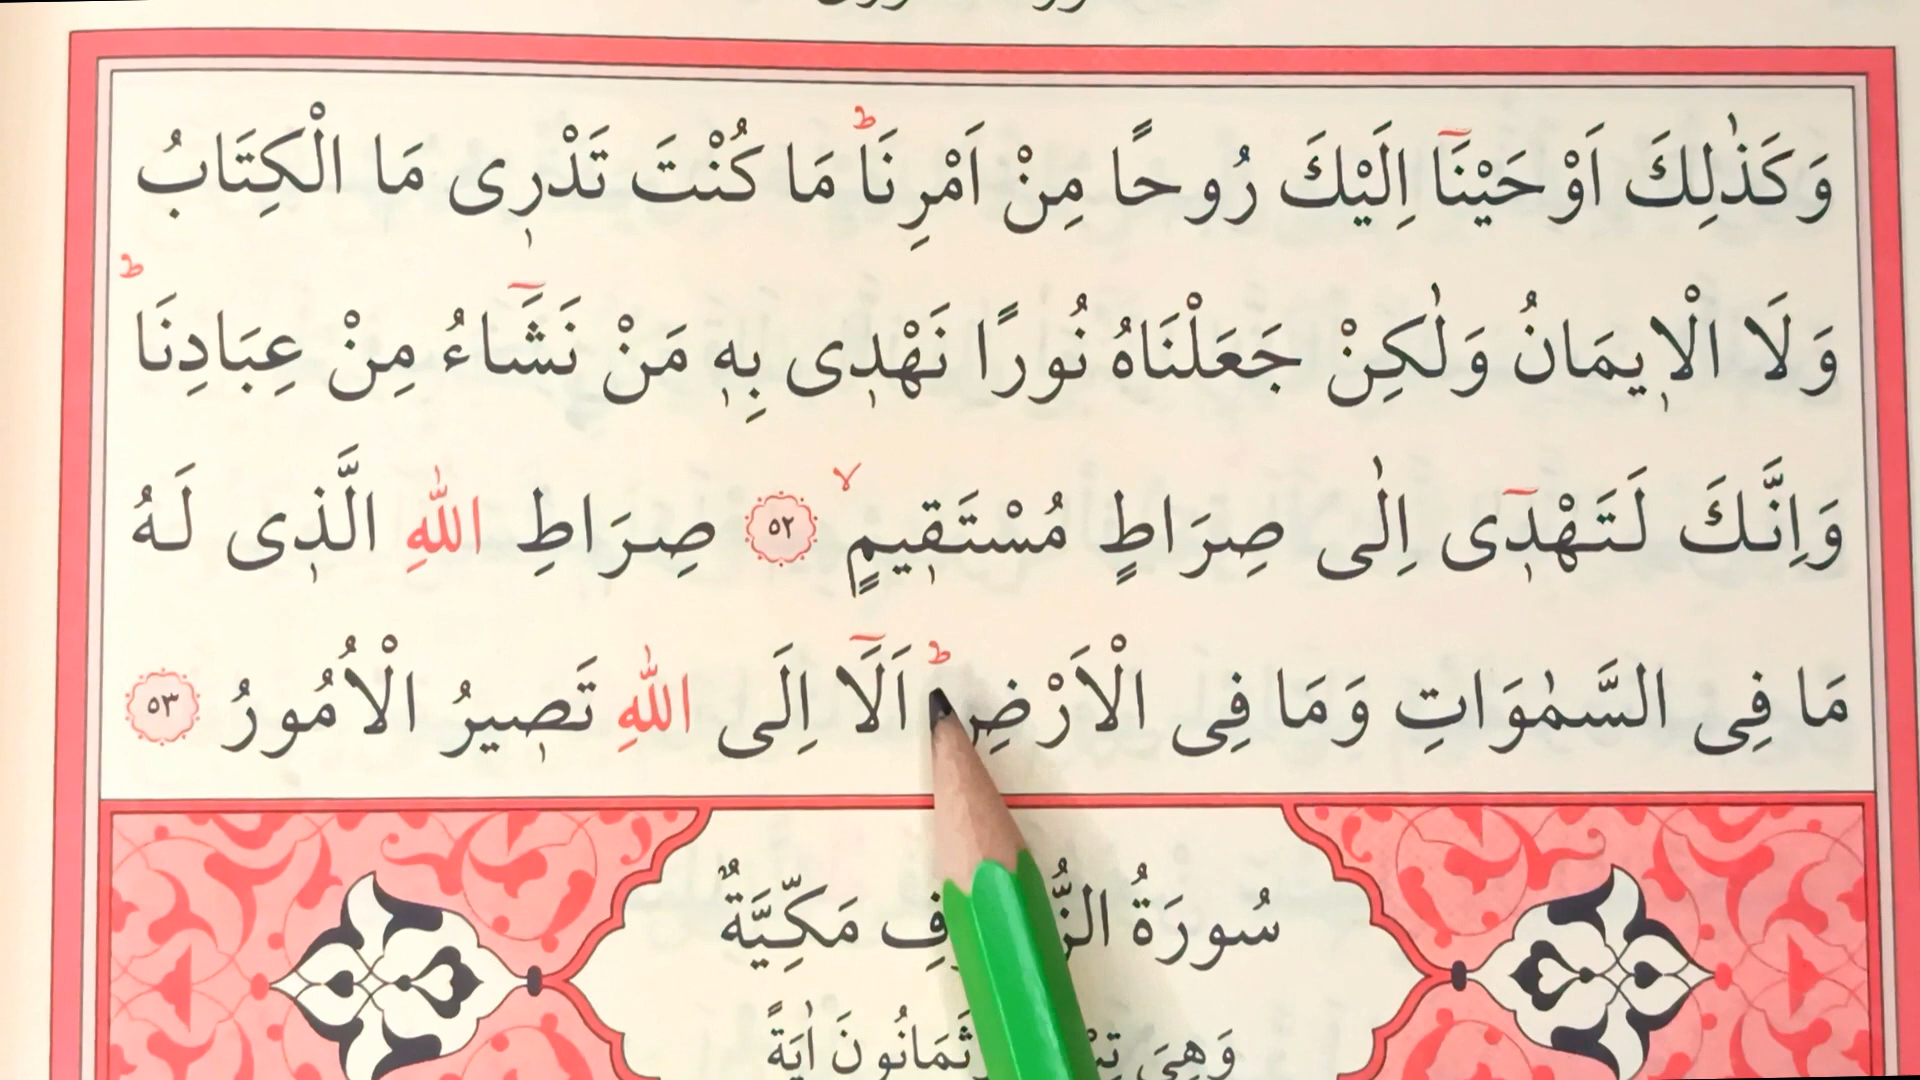 وَكَذٰلِكَ اَوْحَيْنَٓا اِلَيْكَ رُوحًا مِنْ اَمْرِنَاۜ مَا كُنْتَ تَدْرٖى مَا الْكِتَابُ
وَلَا الْاٖيمَانُ وَلٰكِنْ جَعَلْنَاهُ نُورًا نَهْدٖى بِهٖ مَنْ نَشَٓاءُ مِنْ عِبَادِنَاۜ
وَاِنَّكَ لَتَهْدٖٓى اِلٰى صِرَاطٍ مُسْتَقٖيمٍۙ ٥٢ صِرَاطِ اللّٰهِ الَّذٖى لَهُ
مَا فِى السَّمٰوَاتِ وَمَا فِى الْاَرْضِۜ اَلَٓا اِلَى اللّٰهِ تَصٖيرُ الْاُمُورُ ٥٣
سُورَةُ مَكِّيَّةٌ
وَهِىَ ثَمَانُونَ اٰيَةً